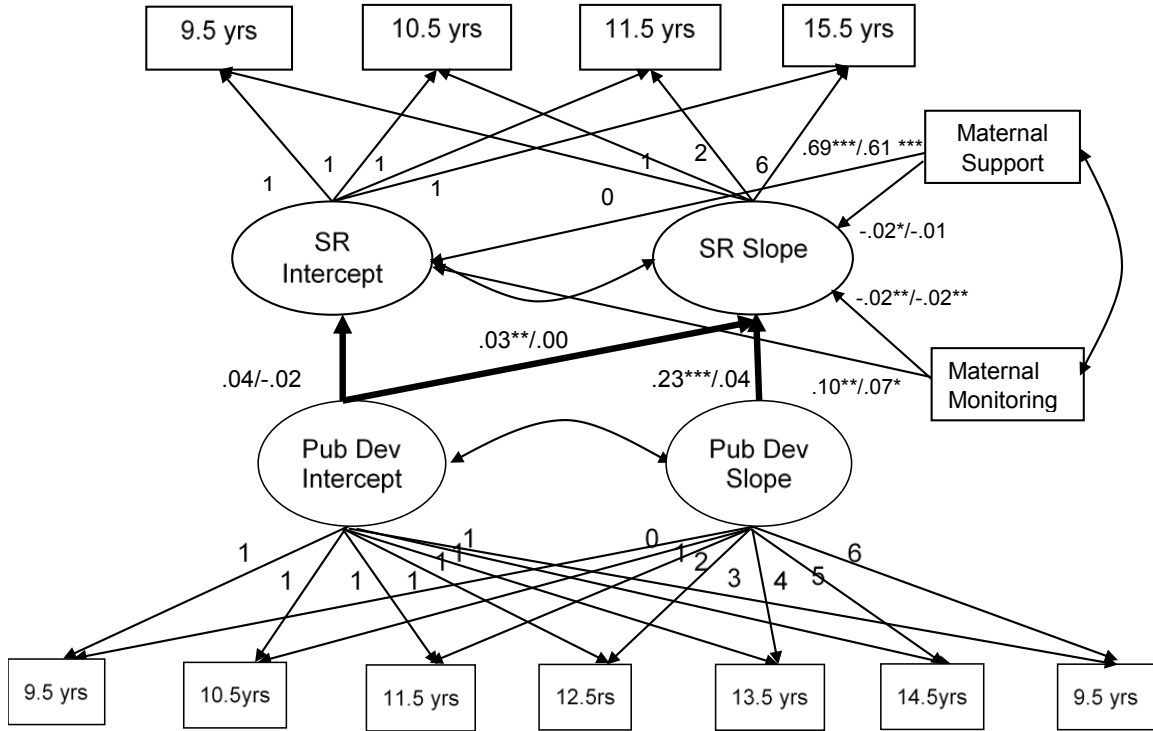 9.5 yrs
10.5 yrs
11.5 yrs
15.5 yrs
Maternal
Support
.69***/.61 ***
1
1
1
1
0
1
2
6
SR
Intercept
SR Slope
-.02*/-.01
-.02**/-.02**
.03**/.00
.04/-.02
.23***/.04
.10**/.07*
Maternal
Monitoring
Pub Dev
Intercept
Pub Dev
Slope
1
1
1
1
1
1
1
0
1
2
3
4
5
6
9.5 yrs
10.5yrs
11.5 yrs
12.5rs
13.5 yrs
14.5yrs
9.5 yrs